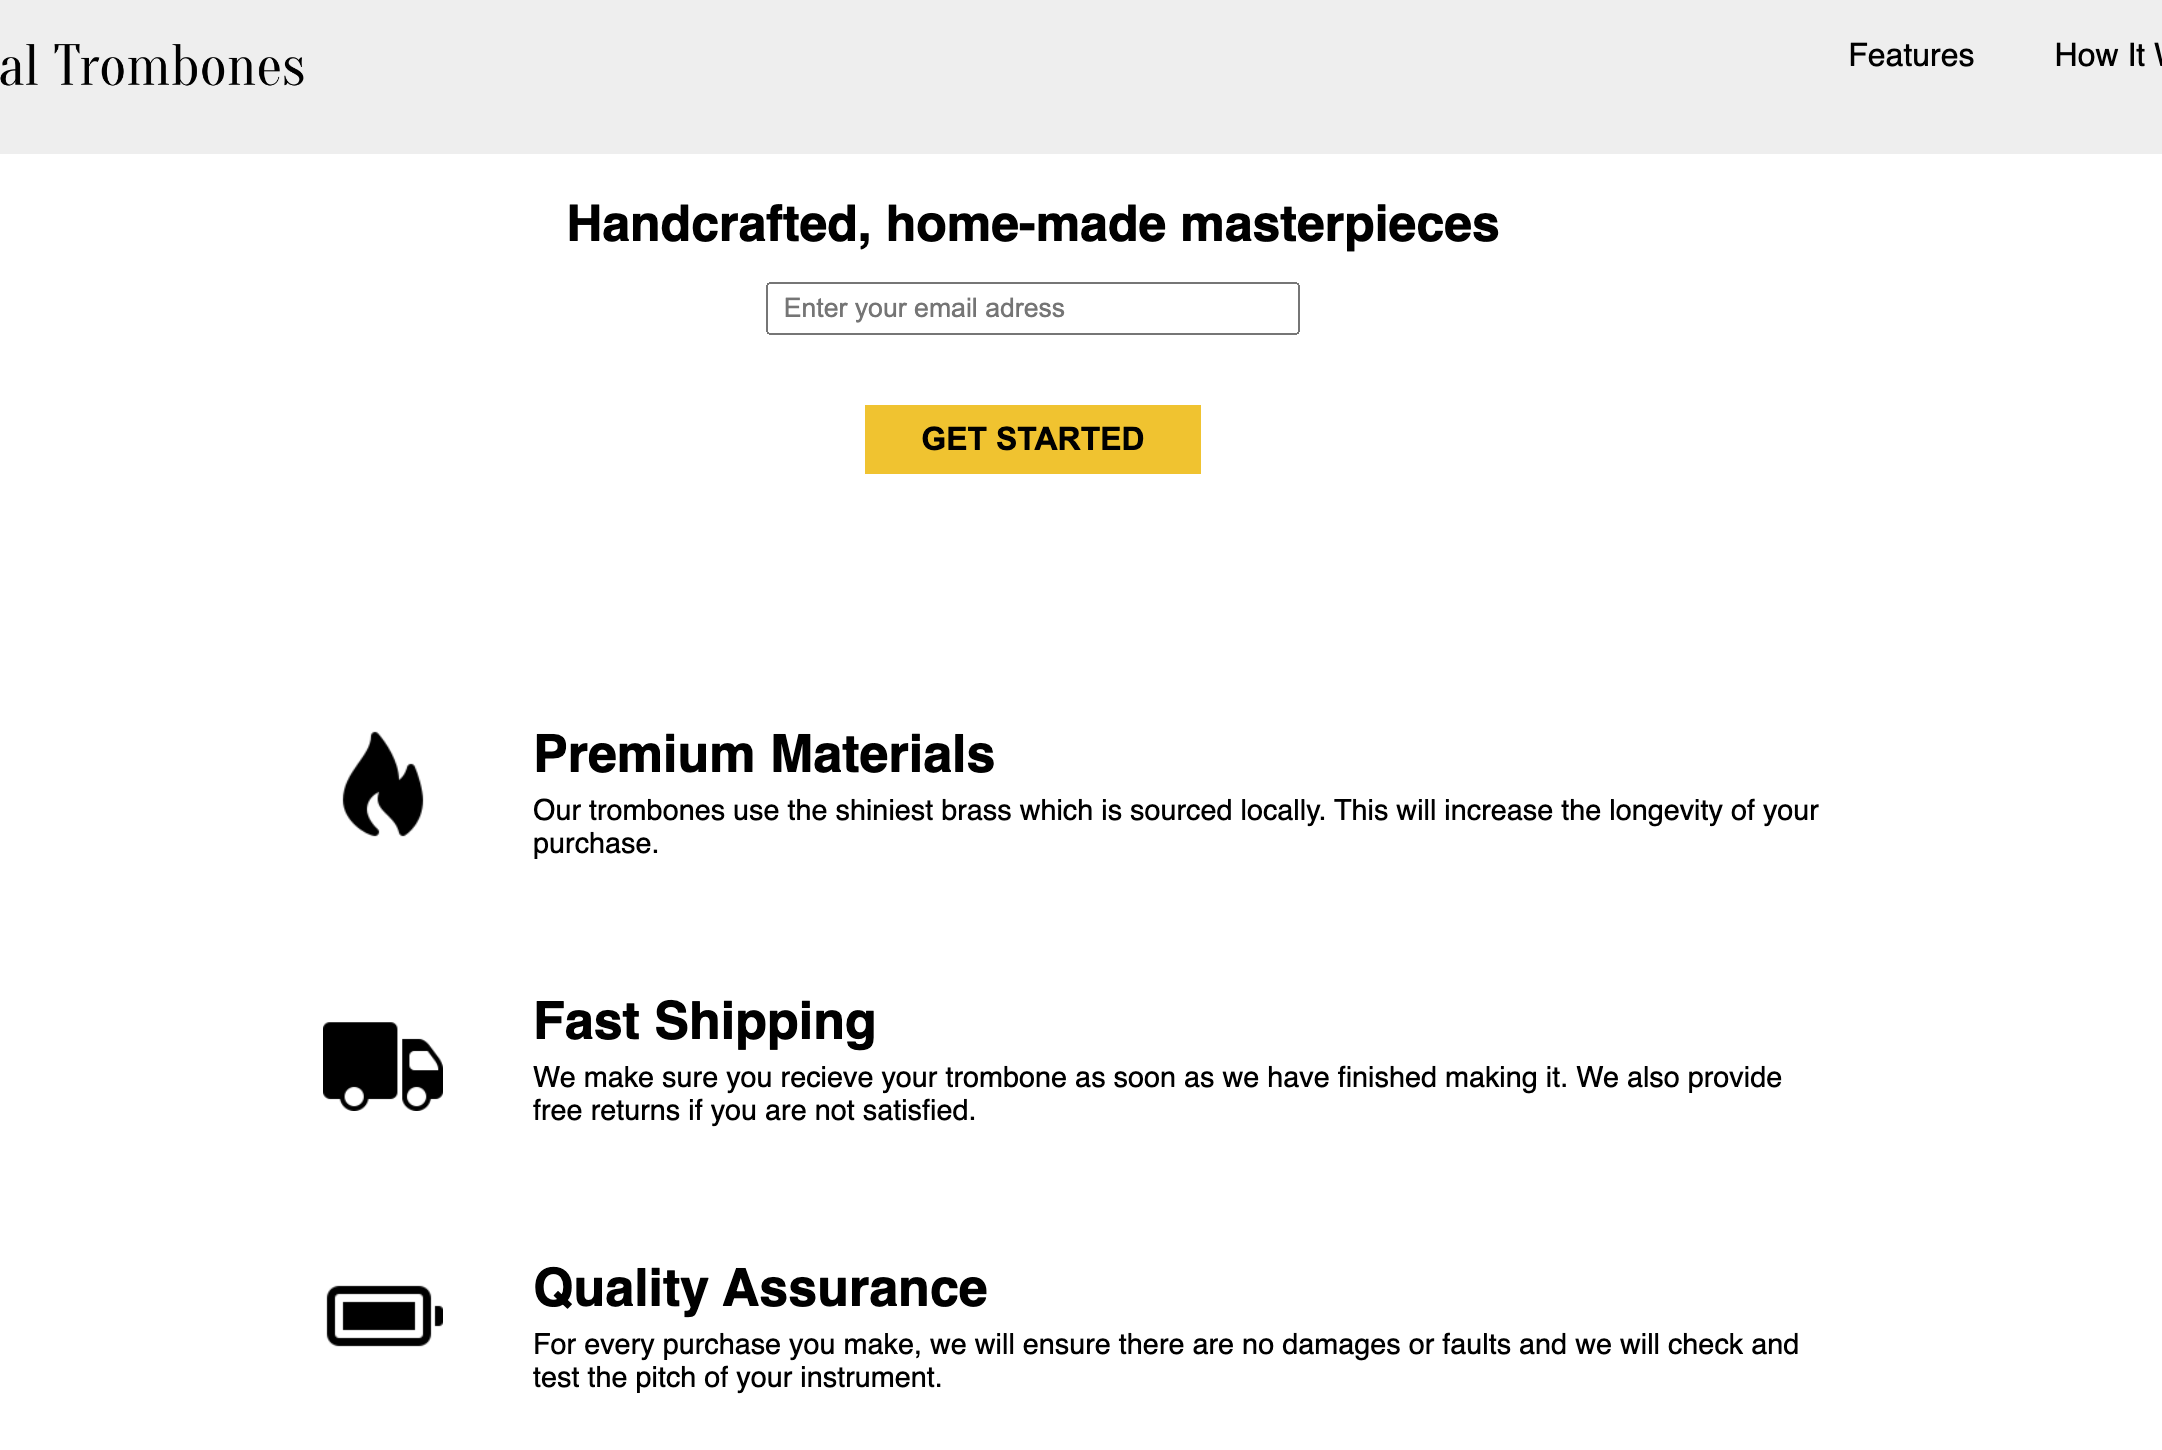 al Trombones
Features
How It
Handcrafted, home-made masterpieces
Enter your email adress
GET STARTED
Premium Materials
Our trombones use the shiniest brass which is sourced locally. This will increase the longevity of your
purchase.
Fast Shipping
We make sure you recieve your trombone as soon as we have finished making it. We also provide
free returns if you are not satisfied.
Quality Assurance
For every purchase you make, we will ensure there are no damages or faults and we will check and
test the pitch of your instrument.